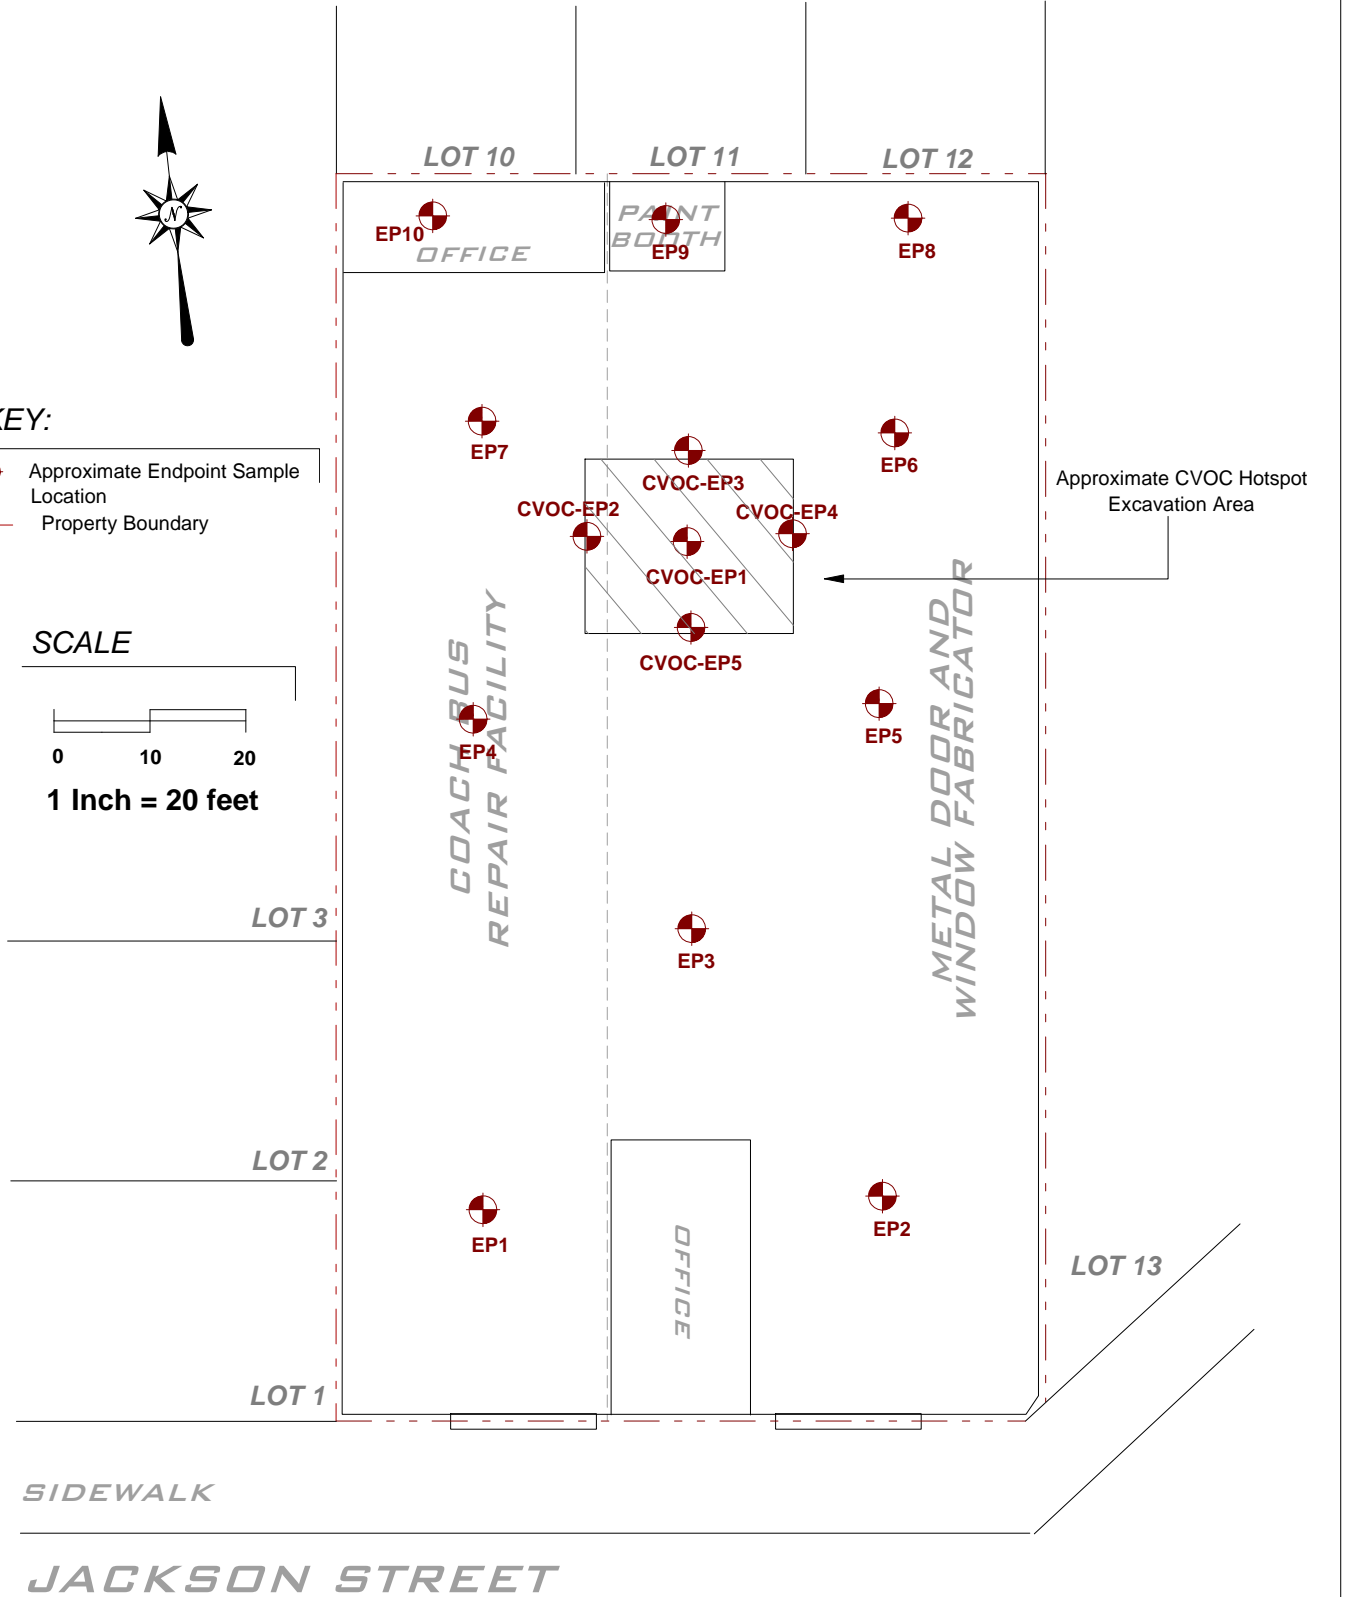 LOT 10
LOT 11
LOT 12
N
EP10
OFFICE
PAINT
BOOTH
EP9
EP8
KEY:
Approximate Endpoint Sample
Location
Property Boundary
EP7
EP6
CVOC-EP3
CVOC-EP2
CVOC-EP4
CVOC-EP1
CVOC-EP5
Approximate CVOC Hotspot
Excavation Area
SCALE
0 10 20
1 Inch = 20 feet
COACH BUS
REPAIR FACILITY
EP4
EP5
METAL DOOR AND
WINDOW FABRICATOR
LOT 3
EP3
LOT 2
EP1
EP2
OFFICE
LOT 13
LOT 1
SIDEWALK
JACKSON STREET